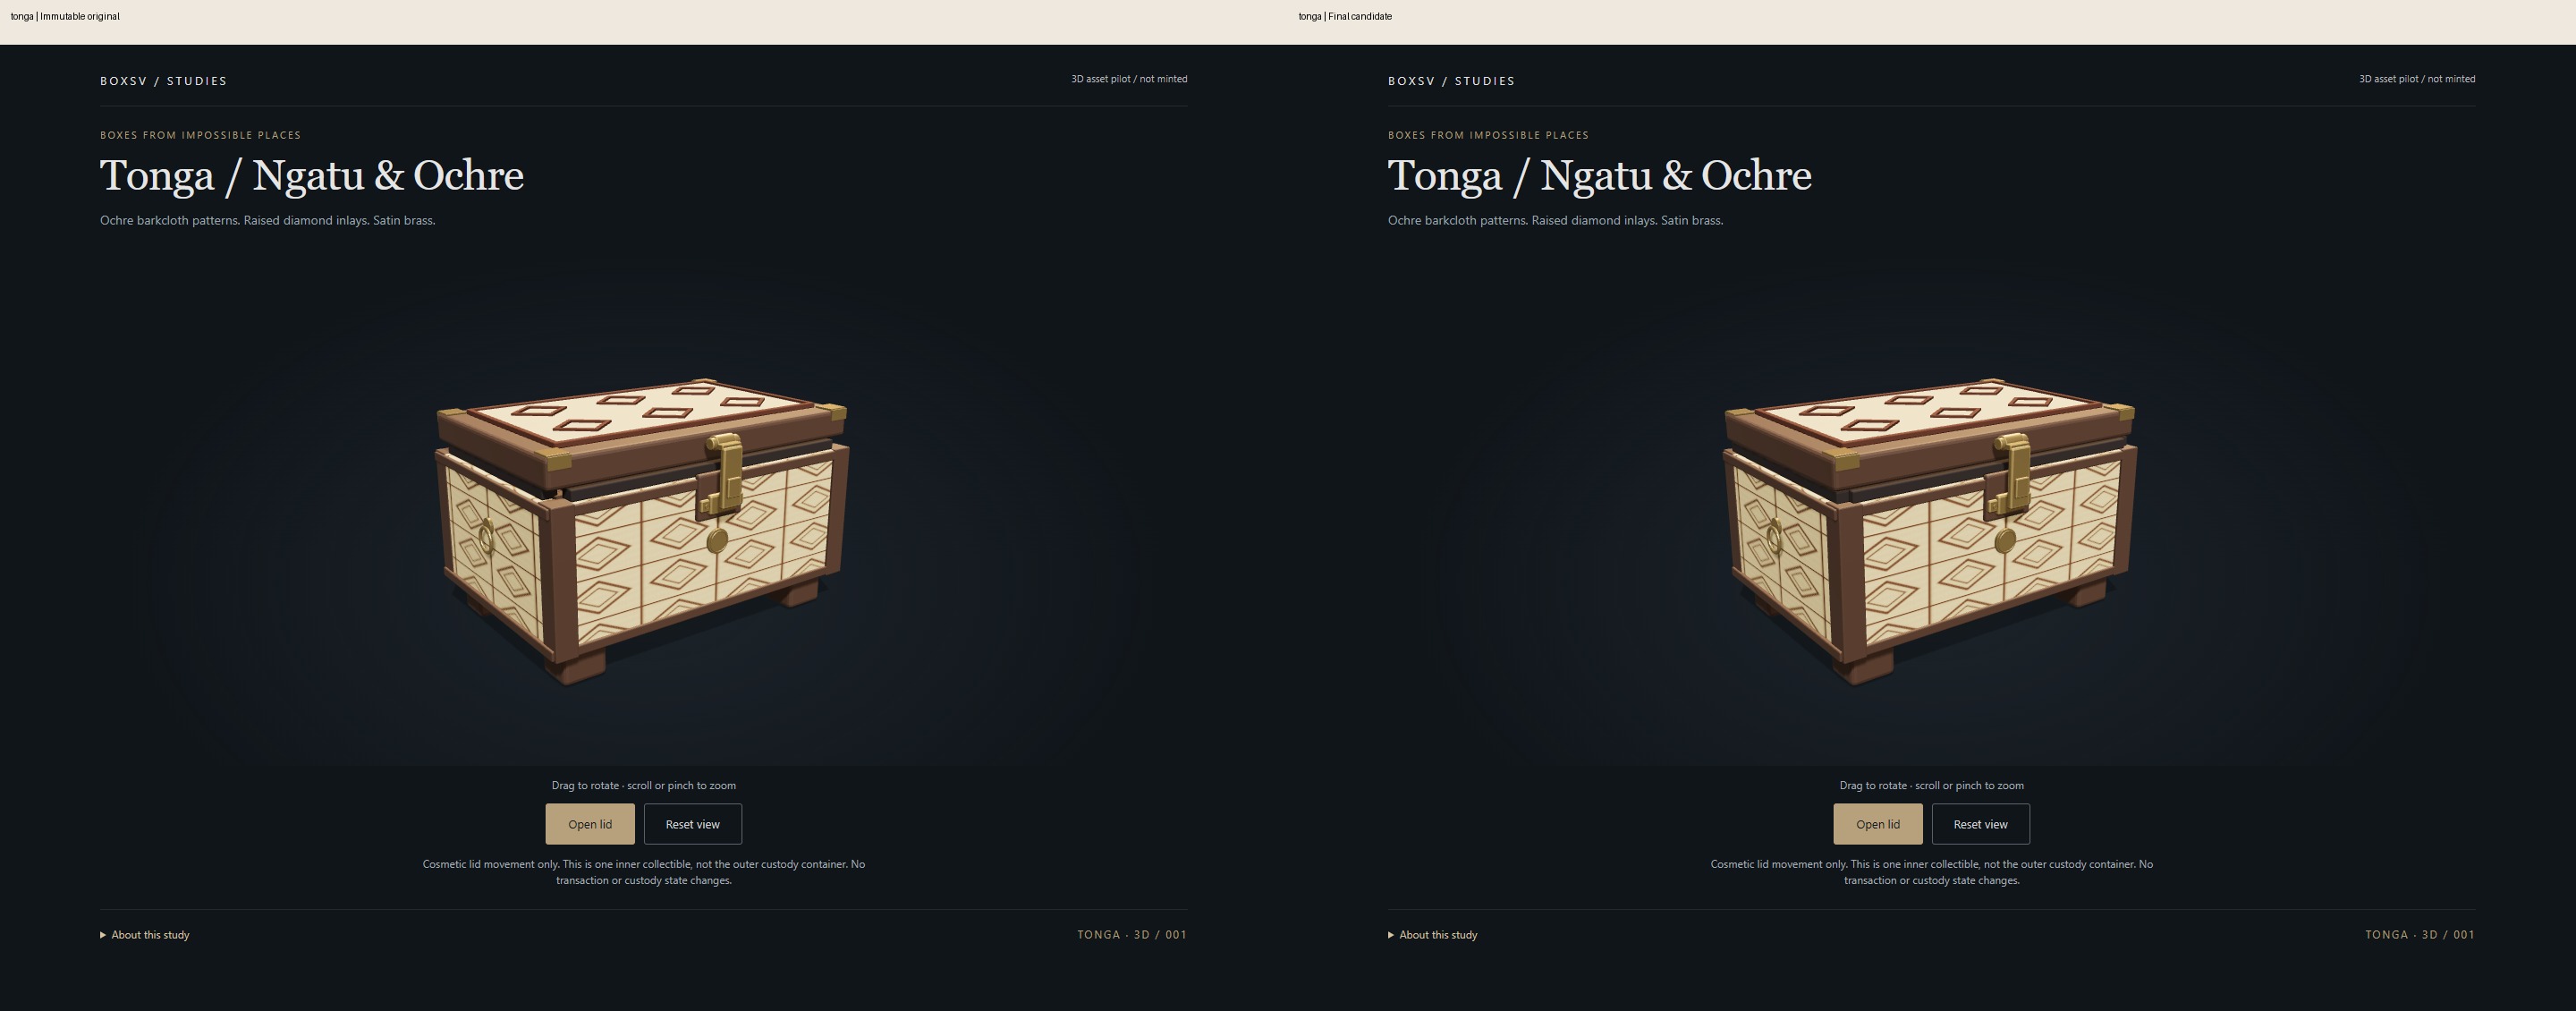 tonga | Immutable original
tonga | Final candidate
BOXSV / STUDIES
3D asset pilot / not minted
BOXES FROM IMPOSSIBLE PLACES
Tonga / Ngatu & Ochre
Ochre barkcloth patterns. Raised diamond inlays. Satin brass.
Drag to rotate · scroll or pinch to zoom
Open lid
Reset view
Cosmetic lid movement only. This is one inner collectible, not the outer custody container. No
transaction or custody state changes.
▶ About this study
TONGA · 3D / 001
BOXSV / STUDIES
3D asset pilot / not minted
BOXES FROM IMPOSSIBLE PLACES
Tonga / Ngatu & Ochre
Ochre barkcloth patterns. Raised diamond inlays. Satin brass.
Drag to rotate · scroll or pinch to zoom
Open lid
Reset view
Cosmetic lid movement only. This is one inner collectible, not the outer custody container. No
transaction or custody state changes.
▶ About this study
TONGA · 3D / 001